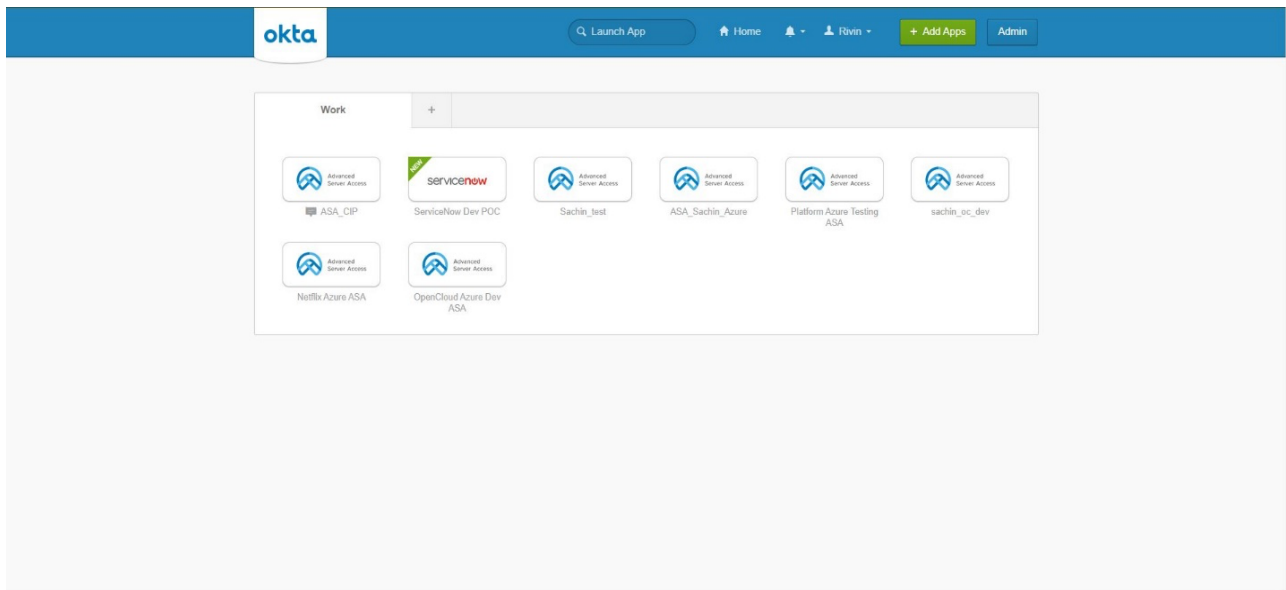 okta
Launch App
Home
Rivin
+ Add Apps
Admin
Work
+
Advanced
Server Access
ASA_CIP
NEW
servicenow
ServiceNow Dev POC
Advanced
Server Access
Sachin_test
Advanced
Server Access
ASA_Sachin_Azure
Advanced
Server Access
Platform Azure Testing
ASA
Advanced
Server Access
sachin_oc_dev
Advanced
Server Access
Netflix Azure ASA
Advanced
Server Access
OpenCloud Azure Dev
ASA